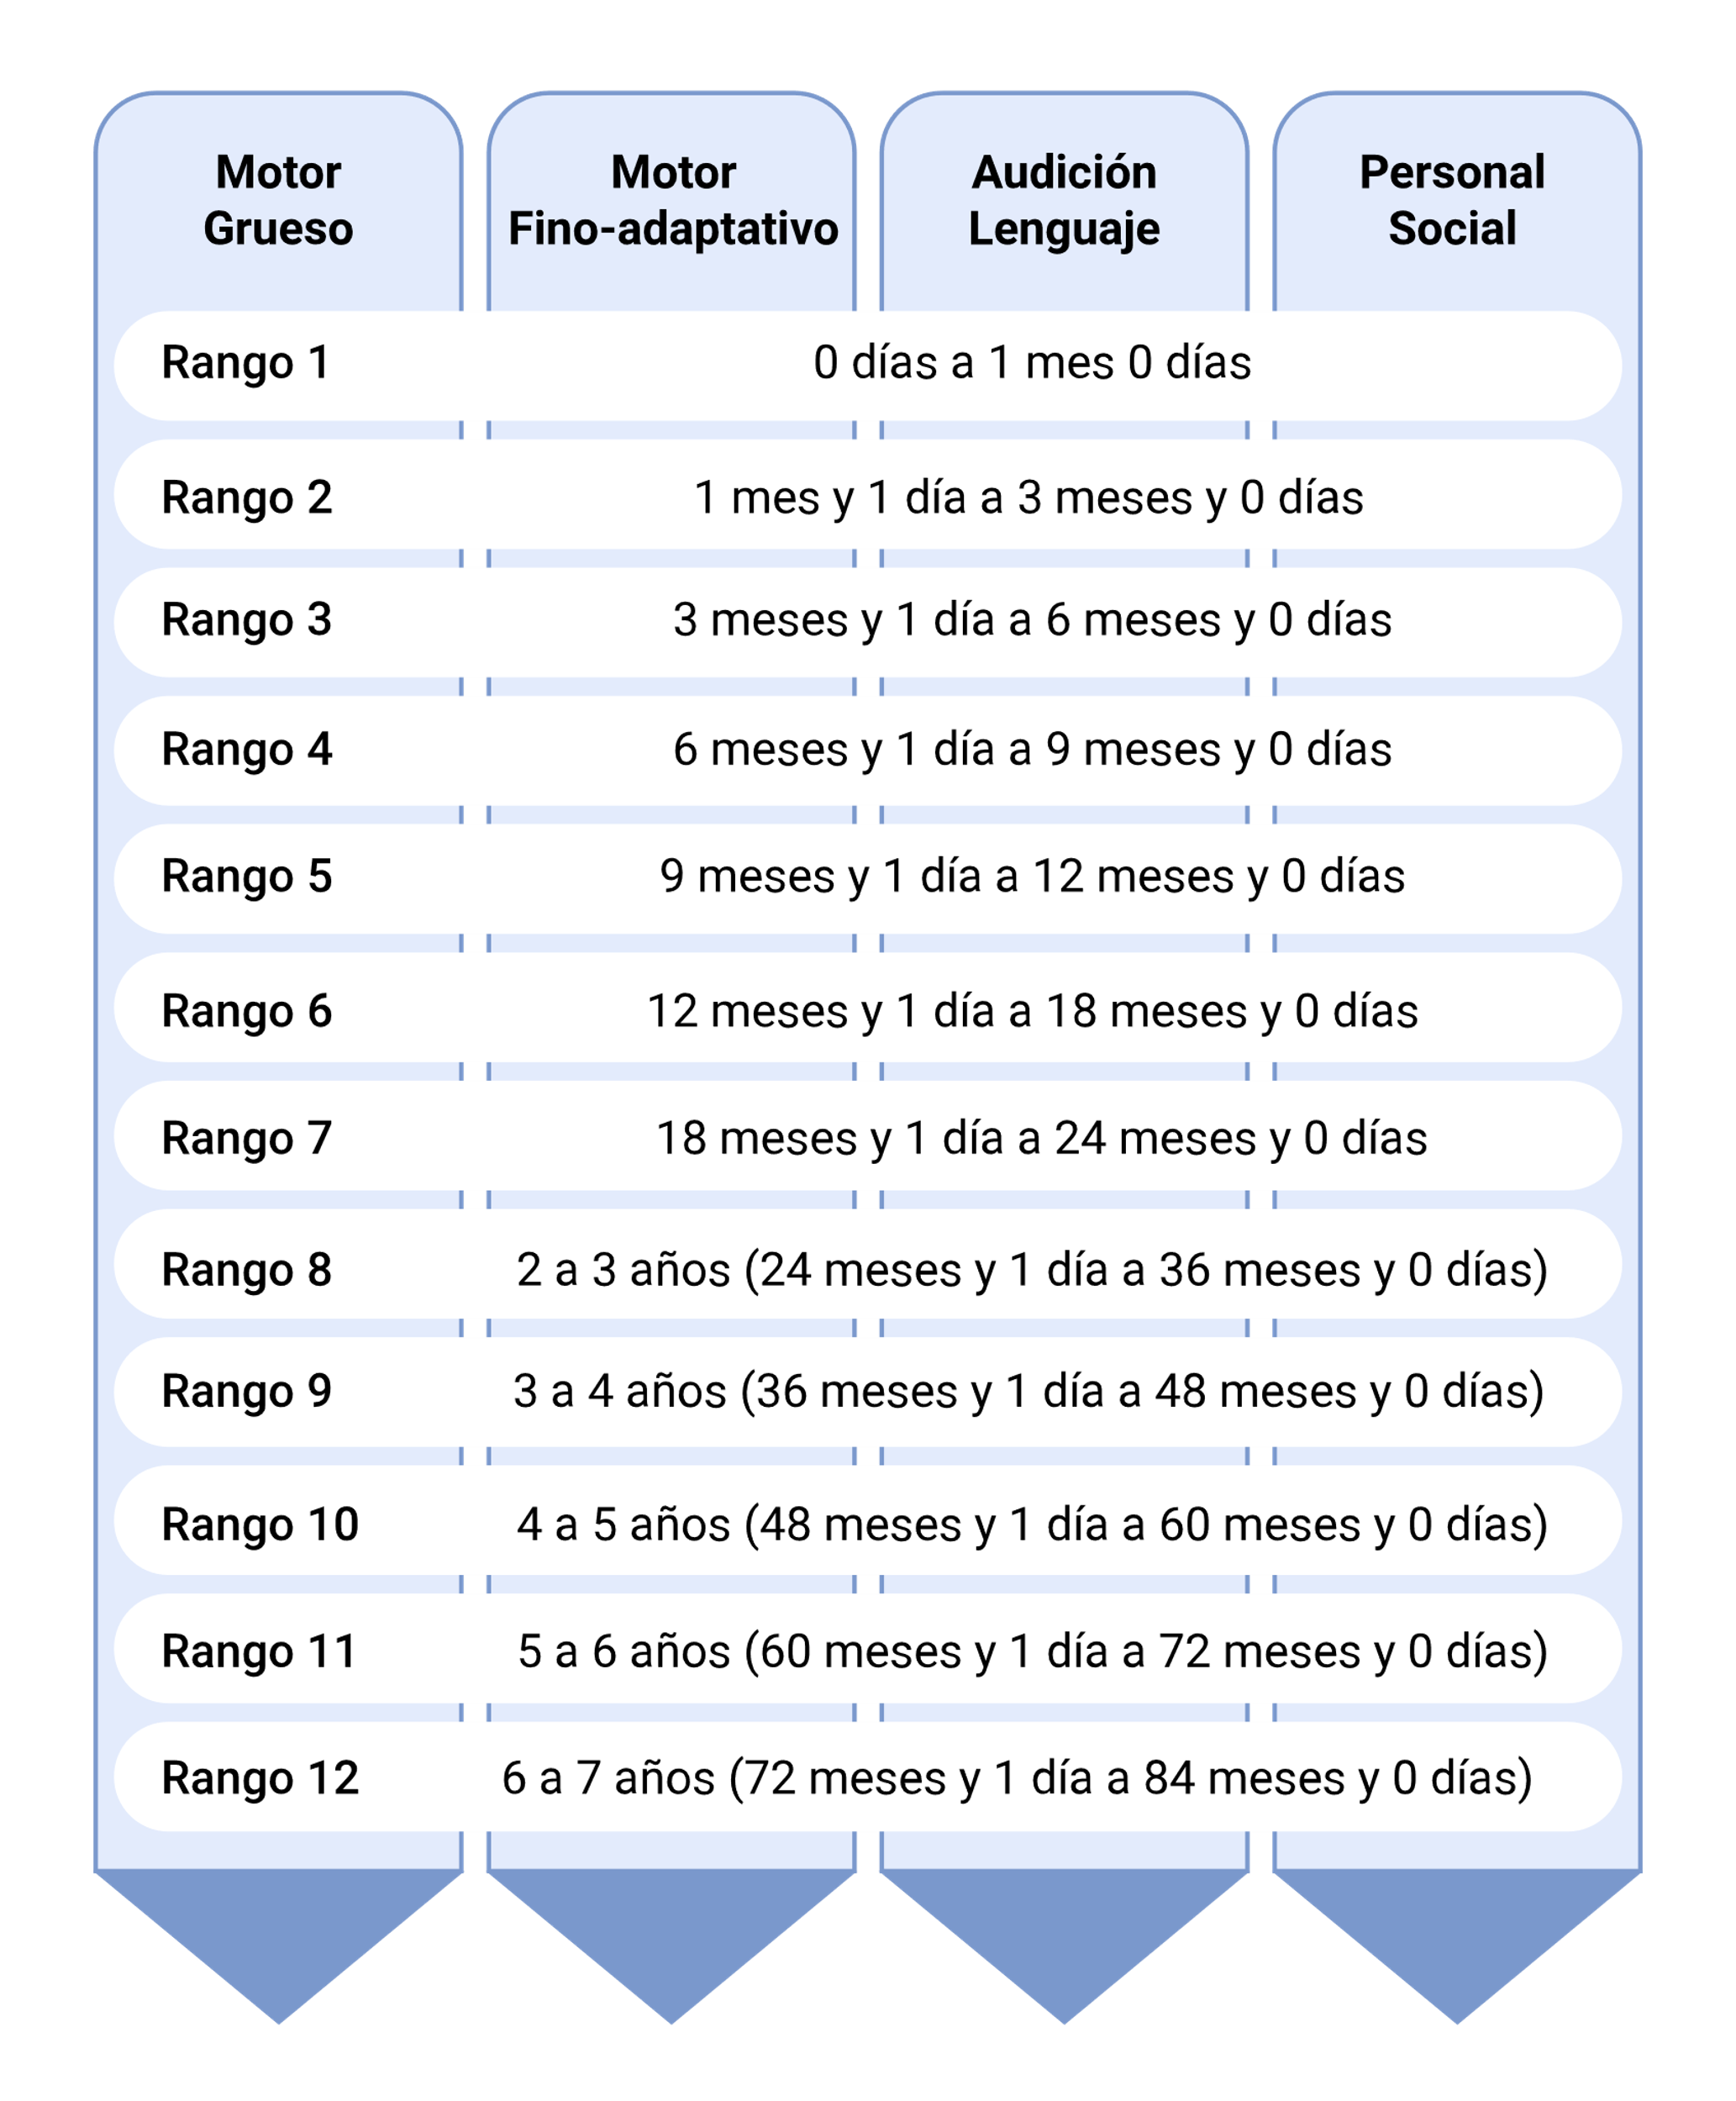 Motor
Grueso
Motor
Fino-adaptativo
Audición
Lenguaje
Personal
Social
Rango 1 0 días a 1 mes 0 días
Rango 2 1 mes y 1 día a 3 meses y 0 días
Rango 3 3 meses y 1 día a 6 meses y 0 días
Rango 4 6 meses y 1 día a 9 meses y 0 días
Rango 5 9 meses y 1 día a 12 meses y 0 días
Rango 6 12 meses y 1 día a 18 meses y 0 días
Rango 7 18 meses y 1 día a 24 meses y 0 días
Rango 8 2 a 3 años (24 meses y 1 día a 36 meses y 0 días)
Rango 9 3 a 4 años (36 meses y 1 día a 48 meses y 0 días)
Rango 10 4 a 5 años (48 meses y 1 día a 60 meses y 0 días)
Rango 11 5 a 6 años (60 meses y 1 día a 72 meses y 0 días)
Rango 12 6 a 7 años (72 meses y 1 día a 84 meses y 0 días)